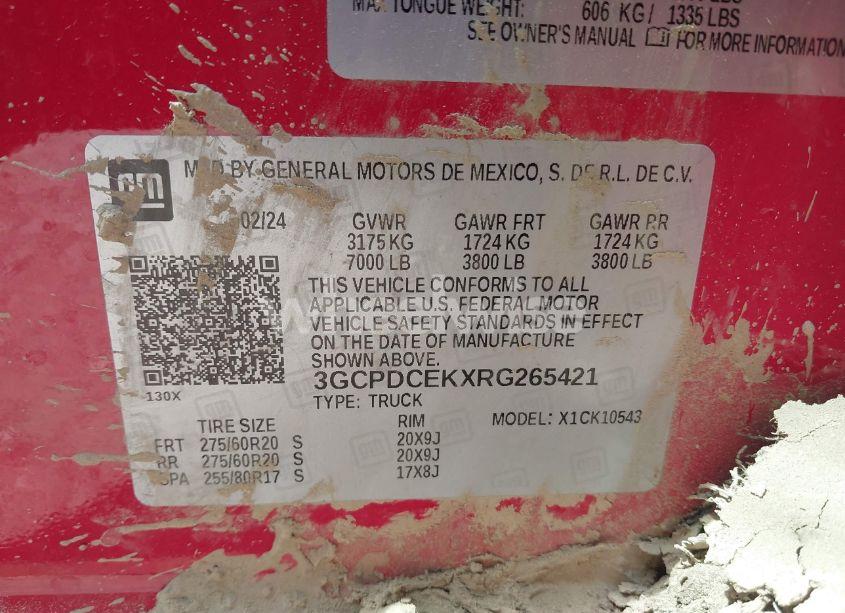 MAX TONGUE WEIGHT: 606 KG/ 1335 LBS
SEE OWNER'S MANUAL FOR MORE INFORMATION
gm
MFD BY GENERAL MOTORS DE MEXICO, S. DE R.L. DE C.V.
02/24 GVWR GAWR FRT GAWR RR
3175 KG 1724 KG 1724 KG
7000 LB 3800 LB 3800 LB
THIS VEHICLE CONFORMS TO ALL
APPLICABLE U.S. FEDERAL MOTOR
VEHICLE SAFETY STANDARDS IN EFFECT
ON THE DATE OF MANUFACTURE
SHOWN ABOVE.
3GCPDCEKXRG265421
130X
TYPE: TRUCK MODEL: X1CK10543
TIRE SIZE RIM
FRT 275/60R20 S 20X9J
RR 275/60R20 S 20X9J
SPA 255/80R17 S 17X8J